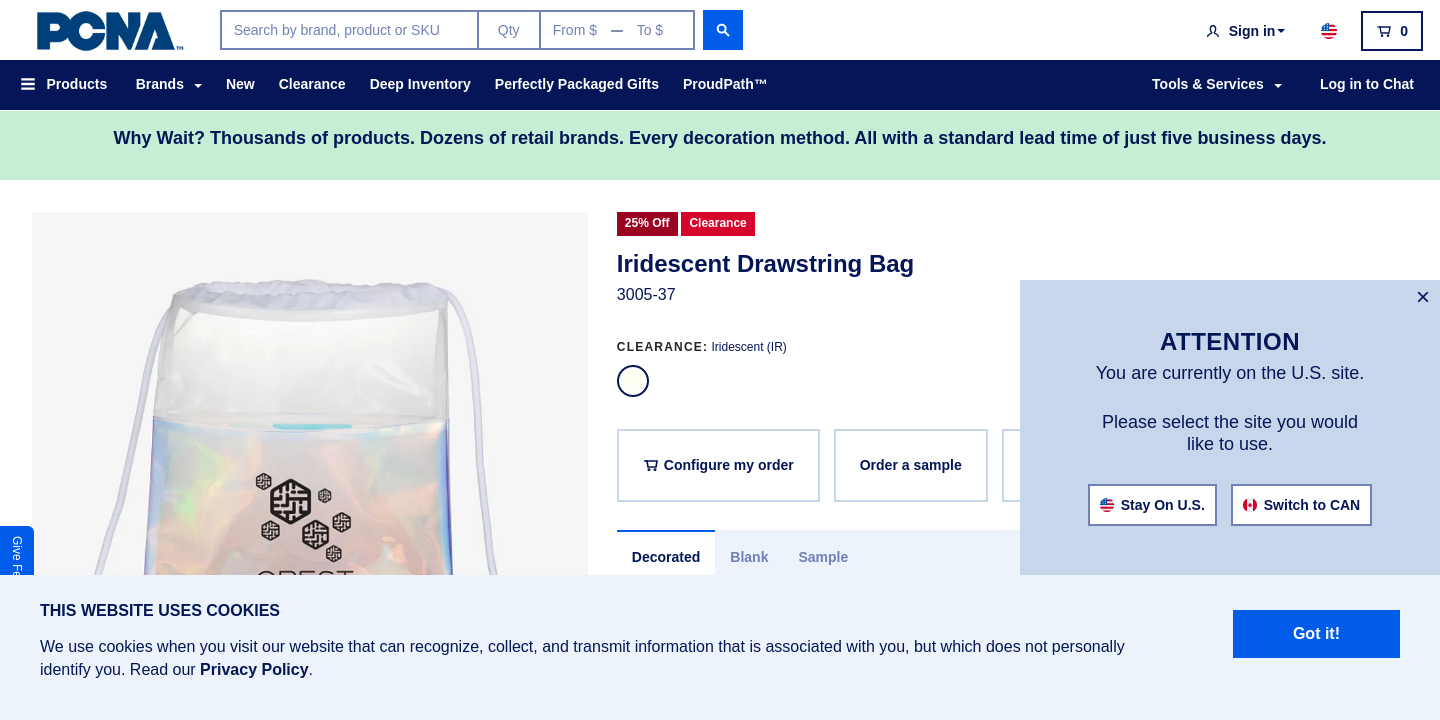 PCNA™
Search by brand, product or SKU
Qty
From $ — To $
Sign in
0
Products
Brands
New
Clearance
Deep Inventory
Perfectly Packaged Gifts
ProudPath™
Tools & Services
Log in to Chat
Why Wait? Thousands of products. Dozens of retail brands. Every decoration method. All with a standard lead time of just five business days.
25% Off
Clearance
Iridescent Drawstring Bag
3005-37
CLEARANCE: Iridescent (IR)
Configure my order
Order a sample
Decorated
Blank
Sample
×
ATTENTION
You are currently on the U.S. site.
Please select the site you would
like to use.
Stay On U.S.
Switch to CAN
Give Fe
THIS WEBSITE USES COOKIES
We use cookies when you visit our website that can recognize, collect, and transmit information that is associated with you, but which does not personally
identify you. Read our Privacy Policy.
Got it!